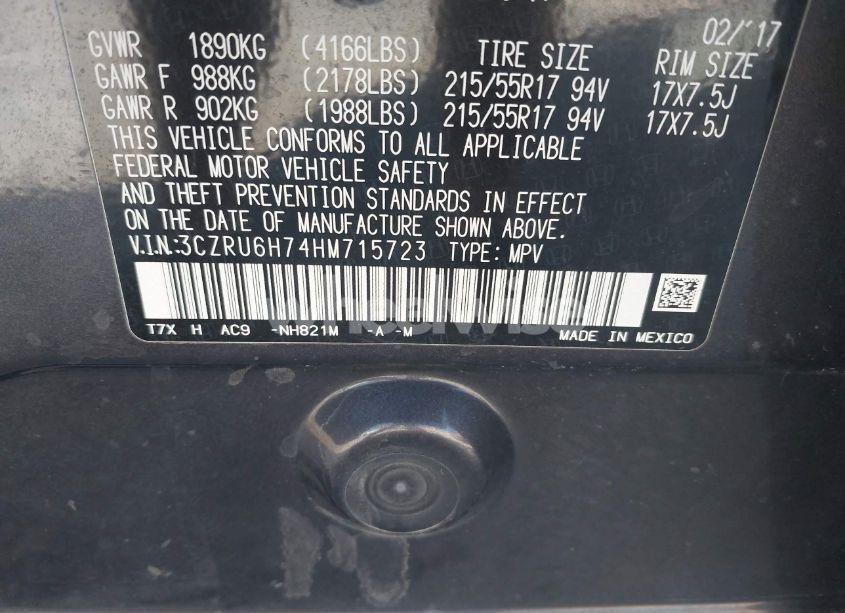 02/'17
GVWR 1890KG (4166LBS) TIRE SIZE RIM SIZE
GAWR F 988KG (2178LBS) 215/55R17 94V 17X7.5J
GAWR R 902KG (1988LBS) 215/55R17 94V 17X7.5J
THIS VEHICLE CONFORMS TO ALL APPLICABLE
FEDERAL MOTOR VEHICLE SAFETY
AND THEFT PREVENTION STANDARDS IN EFFECT
ON THE DATE OF MANUFACTURE SHOWN ABOVE.
V.I.N:3CZRU6H74HM715723 TYPE: MPV
T7X H AC9 -NH821M -A -M MADE IN MEXICO